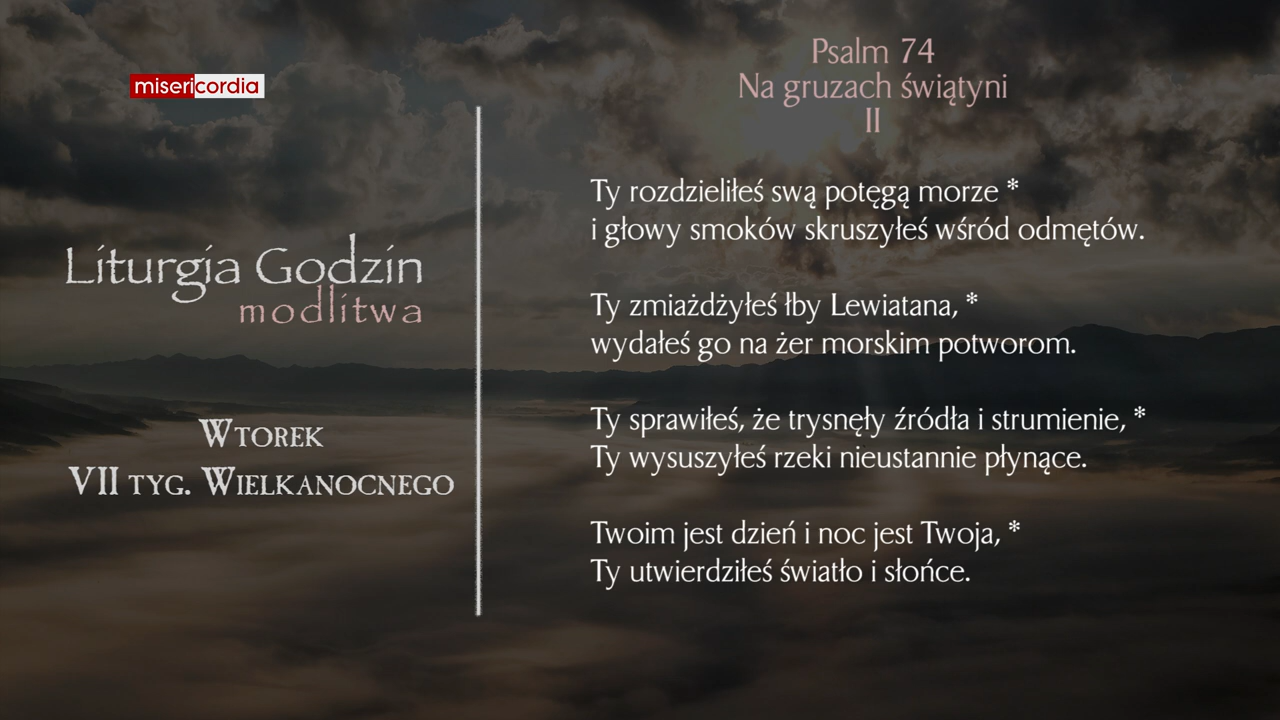 misericordia
Liturgia Godzin
modlitwa
Wtorek
VII tyg. Wielkanocnego
Psalm 74
Na gruzach świątyni
II
Ty rozdzieliłeś swą potęgą morze *
i głowy smoków skruszyłeś wśród odmętów.
Ty zmiażdżyłeś łby Lewiatana, *
wydałeś go na żer morskim potworom.
Ty sprawiłeś, że trysnęły źródła i strumienie, *
Ty wysuszyłeś rzeki nieustannie płynące.
Twoim jest dzień i noc jest Twoja, *
Ty utwierdziłeś światło i słońce.